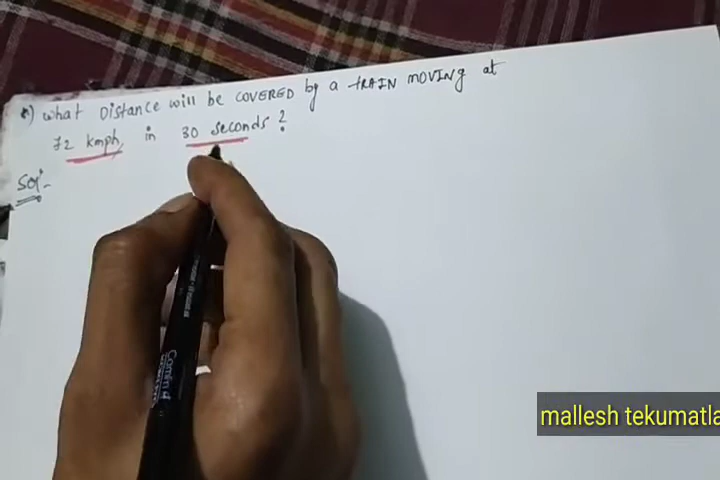 *) what Distance will be COVERED by a tRAIN MOVINg at
72 kmph, in 30 seconds ?
Sol:-
mallesh tekumatla